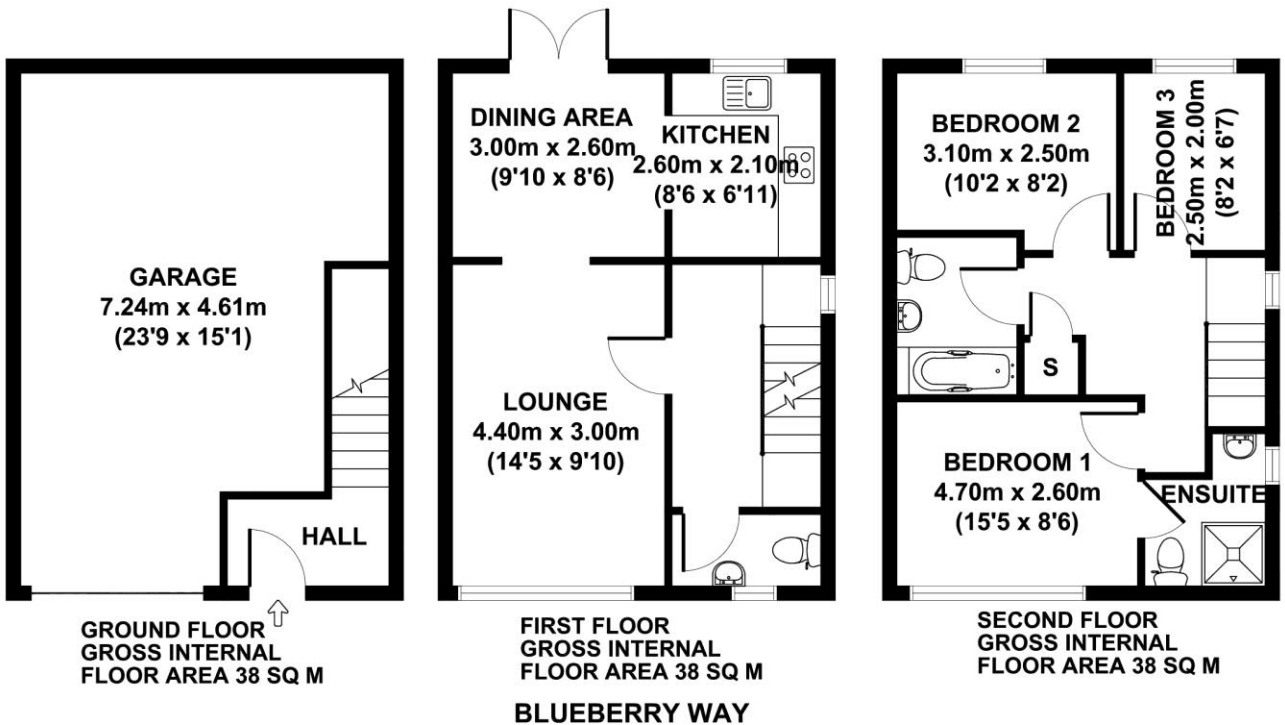 GARAGE
7.24m x 4.61m
(23'9 x 15'1)
HALL
GROUND FLOOR
GROSS INTERNAL
FLOOR AREA 38 SQ M
DINING AREA
3.00m x 2.60m
(9'10 x 8'6)
KITCHEN
2.60m x 2.10m
(8'6 x 6'11)
LOUNGE
4.40m x 3.00m
(14'5 x 9'10)
FIRST FLOOR
GROSS INTERNAL
FLOOR AREA 38 SQ M
BEDROOM 2
3.10m x 2.50m
(10'2 x 8'2)
BEDROOM 3
2.50m x 2.00m
(8'2 x 6'7)
S
BEDROOM 1
4.70m x 2.60m
(15'5 x 8'6)
ENSUITE
SECOND FLOOR
GROSS INTERNAL
FLOOR AREA 38 SQ M
BLUEBERRY WAY